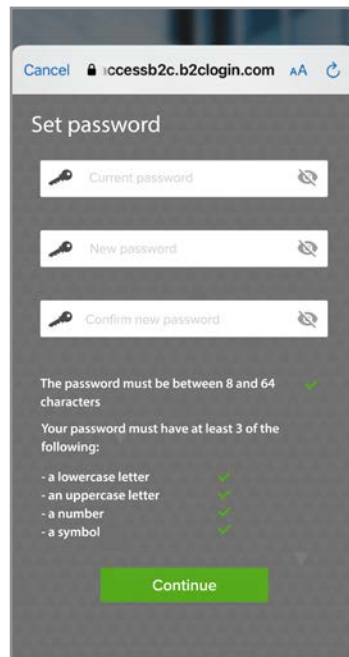 Cancel ccessb2c.b2clogin.com AA
Set password
Current password
New password
Confirm new password
The password must be between 8 and 64
characters
Your password must have at least 3 of the
following:
- a lowercase letter
- an uppercase letter
- a number
- a symbol
Continue